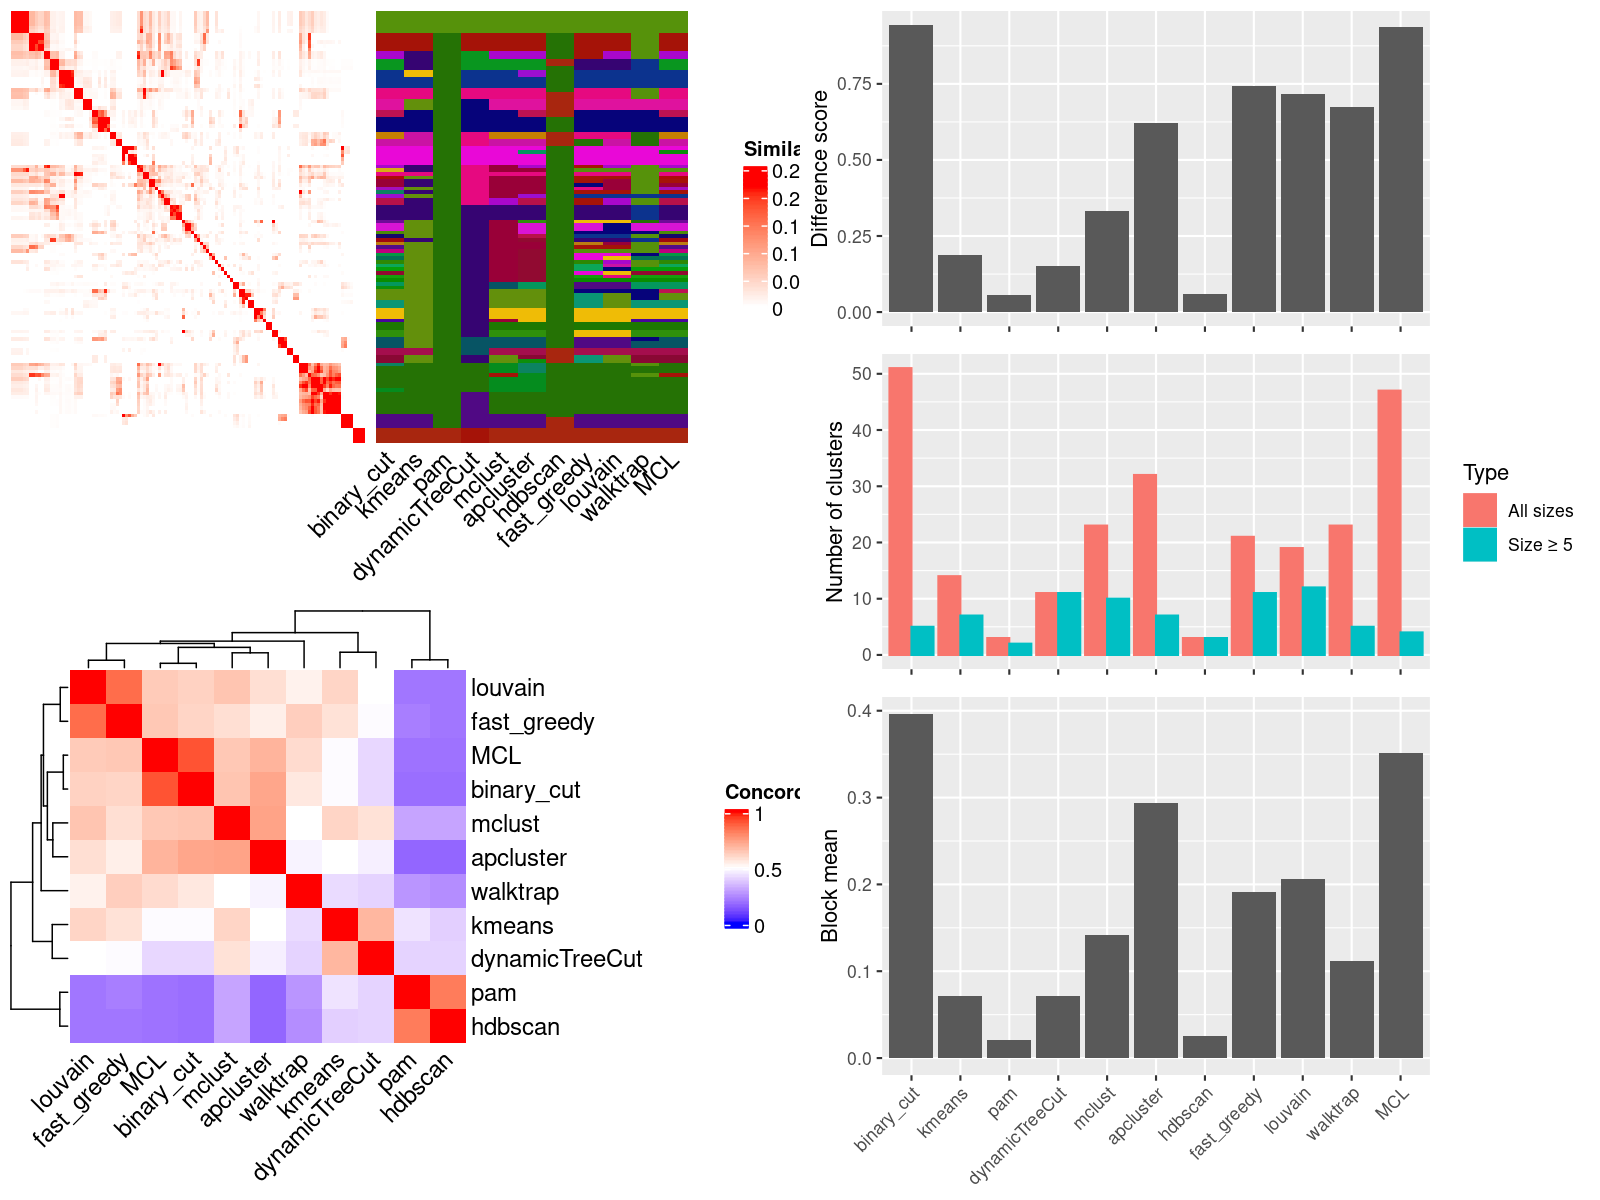 Simila
0.2
0.2
0.1
0.1
0.0
0
binary_cut
kmeans
pam
dynamicTreeCut
mclust
apcluster
hdbscan
fast_greedy
louvain
walktrap
MCL
louvain
fast_greedy
MCL
binary_cut
mclust
apcluster
walktrap
kmeans
dynamicTreeCut
pam
hdbscan
louvain
fast_greedy
MCL
binary_cut
mclust
apcluster
walktrap
kmeans
dynamicTreeCut
pam
hdbscan
Concord
1
0.5
0
Difference score
0.75
0.50
0.25
0.00
Number of clusters
50
40
30
20
10
0
Type
All sizes
Size ≥ 5
Block mean
0.4
0.3
0.2
0.1
0.0
binary_cut
kmeans
pam
dynamicTreeCut
mclust
apcluster
hdbscan
fast_greedy
louvain
walktrap
MCL